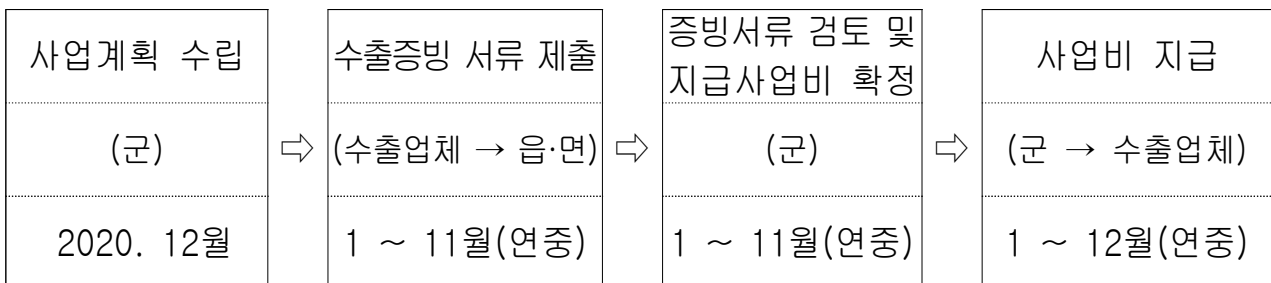 사업계획 수립
(군)
2020. 12월
⇨
수출증빙 서류 제출
(수출업체 → 읍·면)
1 ~ 11월(연중)
⇨
증빙서류 검토 및
지급사업비 확정
(군)
1 ~ 11월(연중)
⇨
사업비 지급
(군 → 수출업체)
1 ~ 12월(연중)